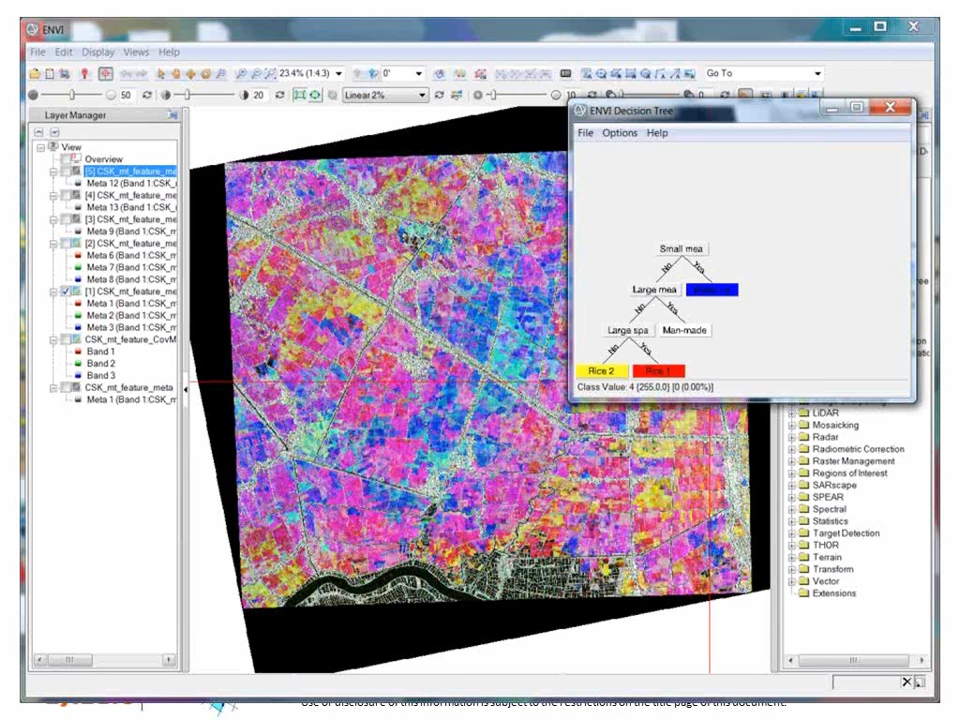 ENVI
File Edit Display Views Help
23.4% (1:4.3) 0° Go To
50 20 Linear 2% 10 0
Layer Manager
View
Overview
[5] CSK_mt_feature_me
Meta 12 (Band 1:CSK_
[4] CSK_mt_feature_me
Meta 13 (Band 1:CSK_
[3] CSK_mt_feature_me
Meta 9 (Band 1:CSK_m
[2] CSK_mt_feature_me
Meta 6 (Band 1:CSK_m
Meta 7 (Band 1:CSK_m
Meta 8 (Band 1:CSK_m
[1] CSK_mt_feature_me
Meta 1 (Band 1:CSK_m
Meta 2 (Band 1:CSK_m
Meta 3 (Band 1:CSK_m
CSK_mt_feature_CovM
Band 1
Band 2
Band 3
CSK_mt_feature_meta
Meta 1 (Band 1:CSK_m
ENVI Decision Tree
File Options Help
Small mea
No Yes
Large mea
No Yes
Large spa Man-made
No Yes
Rice 2 Rice 1
Class Value: 4 {255,0,0} [0 (0.00%)]
LiDAR
Mosaicking
Radar
Radiometric Correction
Raster Management
Regions of Interest
SARscape
SPEAR
Spectral
Statistics
Target Detection
THOR
Terrain
Transform
Vector
Extensions
Use or disclosure of this information is subject to the restrictions on the title page of this document.